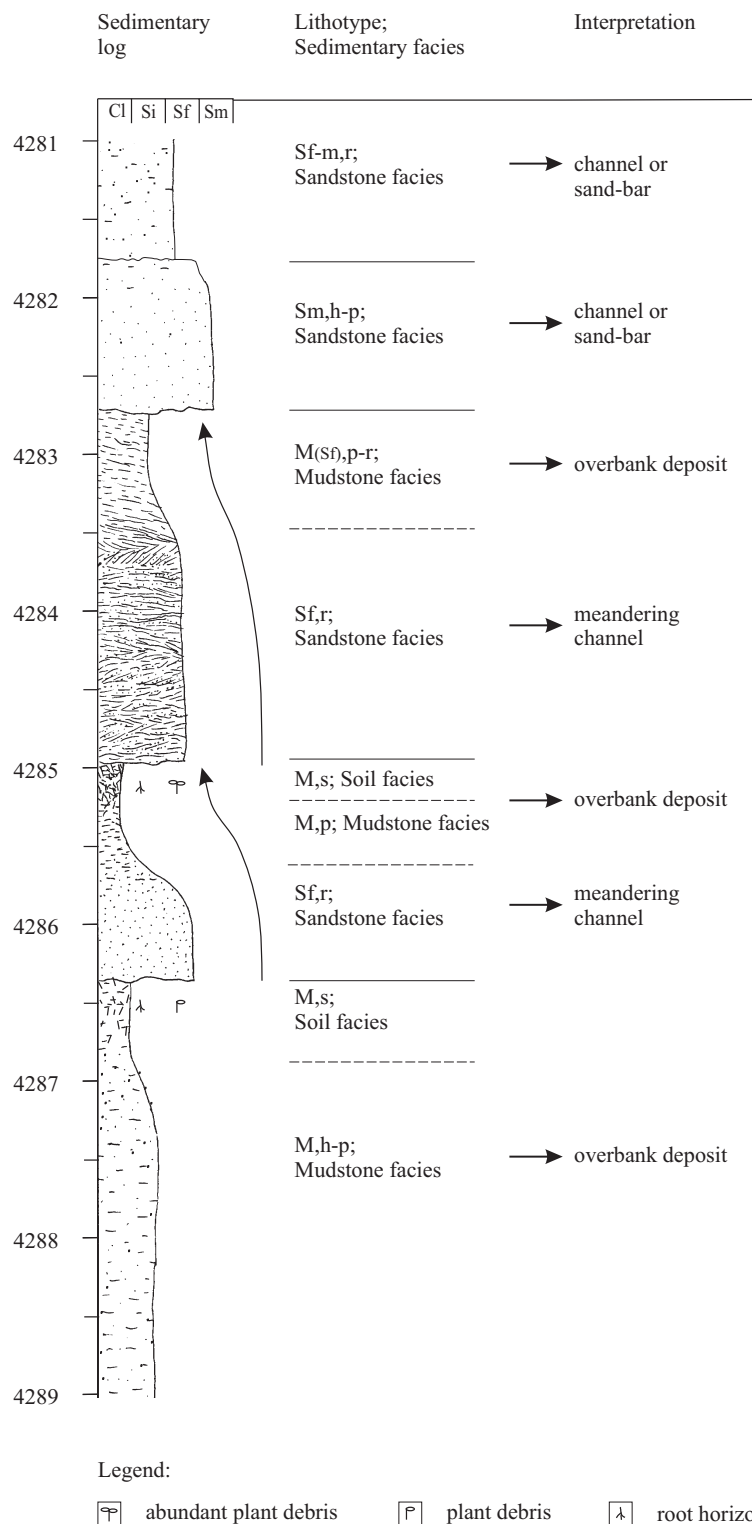 Sedimentary
log
Lithotype;
Sedimentary facies
Interpretation
Cl Si Sf Sm
4281
Sf-m,r;
Sandstone facies
channel or
sand-bar
4282
Sm,h-p;
Sandstone facies
channel or
sand-bar
4283
M(Sf),p-r;
Mudstone facies
overbank deposit
4284
Sf,r;
Sandstone facies
meandering
channel
4285
M,s; Soil facies
overbank deposit
M,p; Mudstone facies
4286
Sf,r;
Sandstone facies
meandering
channel
M,s;
Soil facies
4287
M,h-p;
Mudstone facies
overbank deposit
4288
4289
Legend:
abundant plant debris
plant debris
root horizo